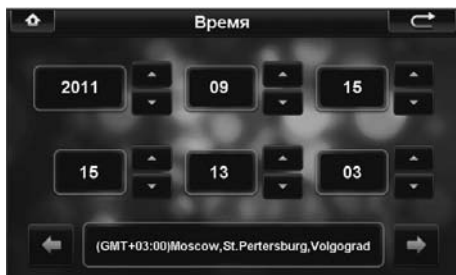 Время
2011 09 15
15 13 03
(GMT+03:00)Moscow,St.Pertersburg,Volgograd